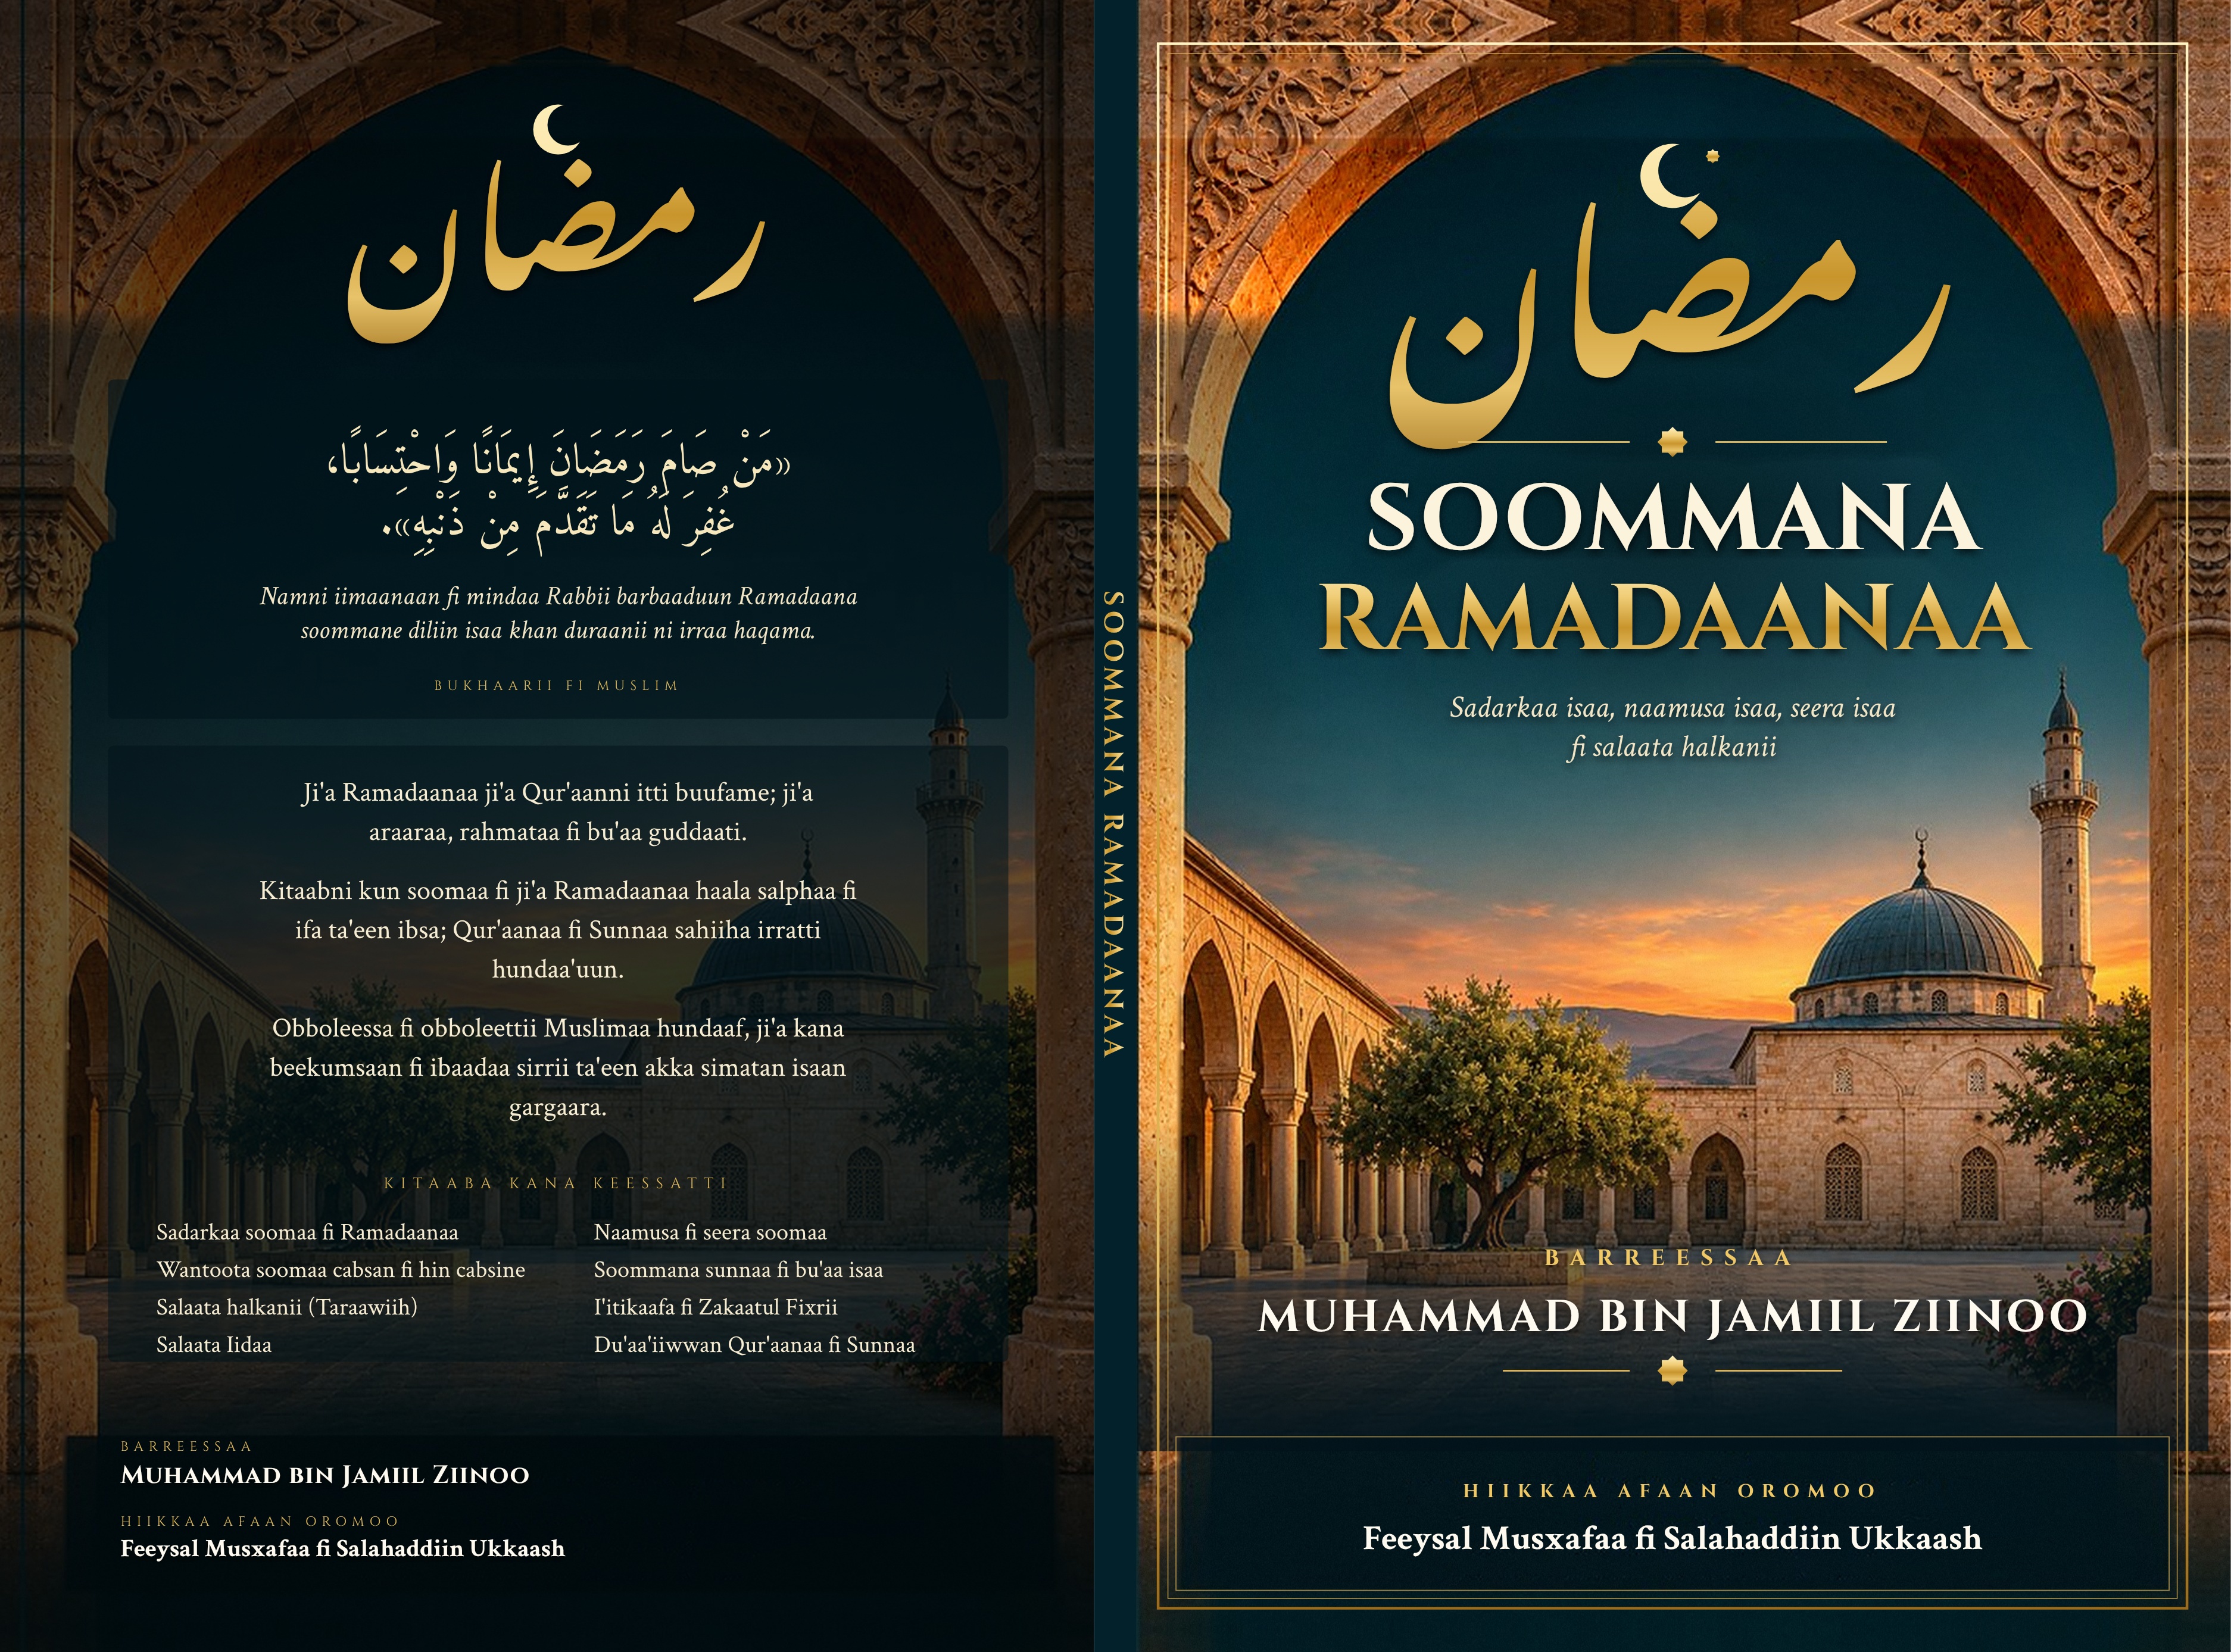 رمضان
«مَنْ صَامَ رَمَضَانَ إِيمَانًا وَاحْتِسَابًا،
غُفِرَ لَهُ مَا تَقَدَّمَ مِنْ ذَنْبِهِ».
Namni iimaanaan fi mindaa Rabbii barbaaduun Ramadaana
soommane diliin isaa khan duraanii ni irraa haqama.
BUKHAARII FI MUSLIM
Ji'a Ramadaanaa ji'a Qur'aanni itti buufame; ji'a
araaraa, rahmataa fi bu'aa guddaati.
Kitaabni kun soomaa fi ji'a Ramadaanaa haala salphaa fi
ifa ta'een ibsa; Qur'aanaa fi Sunnaa sahiiha irratti
hundaa'uun.
Obboleessa fi obboleettii Muslimaa hundaaf, ji'a kana
beekumsaan fi ibaadaa sirrii ta'een akka simatan isaan
gargaara.
KITAABA KANA KEESSATTI
Sadarkaa soomaa fi Ramadaanaa
Wantoota soomaa cabsan fi hin cabsine
Salaata halkanii (Taraawiih)
Salaata Iidaa
Naamusa fi seera soomaa
Soommana sunnaa fi bu'aa isaa
I'itikaafa fi Zakaatul Fixrii
Du'aa'iiwwan Qur'aanaa fi Sunnaa
BARREESSAA
MUHAMMAD BIN JAMIIL ZIINOO
HIIKKAA AFAAN OROMOO
Feeysal Musxafaa fi Salahaddiin Ukkaash
SOOMMANA RAMADAANAA
رمضان
SOOMMANA
RAMADAANAA
Sadarkaa isaa, naamusa isaa, seera isaa
fi salaata halkanii
BARREESSAA
MUHAMMAD BIN JAMIIL ZIINOO
HIIKKAA AFAAN OROMOO
Feeysal Musxafaa fi Salahaddiin Ukkaash